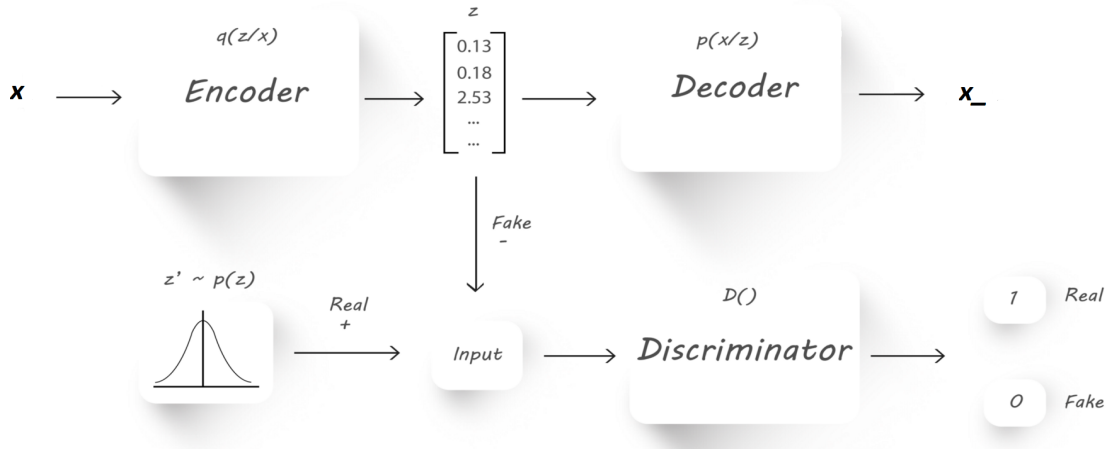 z
q(z/x)
0.13
p(x/z)
0.18
x
Encoder
2.53
Decoder
x_
...
...
Fake
-
z' ~ p(z)
D()
Real
+
1
Real
Input
Discriminator
0
Fake